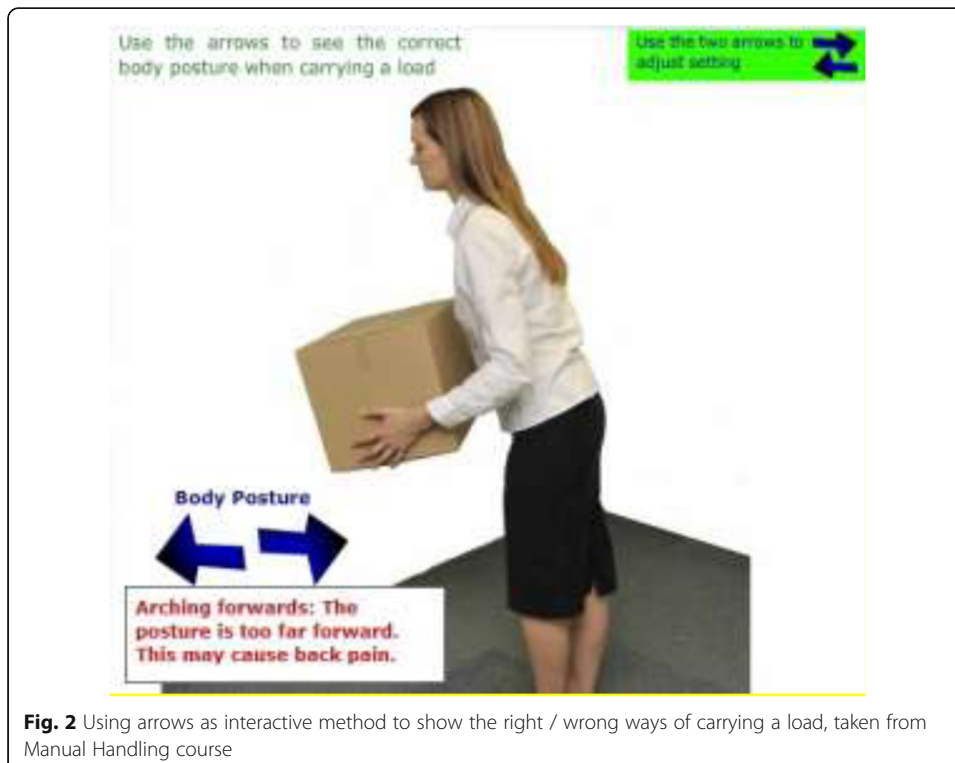 Use the arrows to see the correct
body posture when carrying a load
Use the two arrows to
adjust setting
Body Posture
Arching forwards: The
posture is too far forward.
This may cause back pain.
Fig. 2 Using arrows as interactive method to show the right / wrong ways of carrying a load, taken from
Manual Handling course